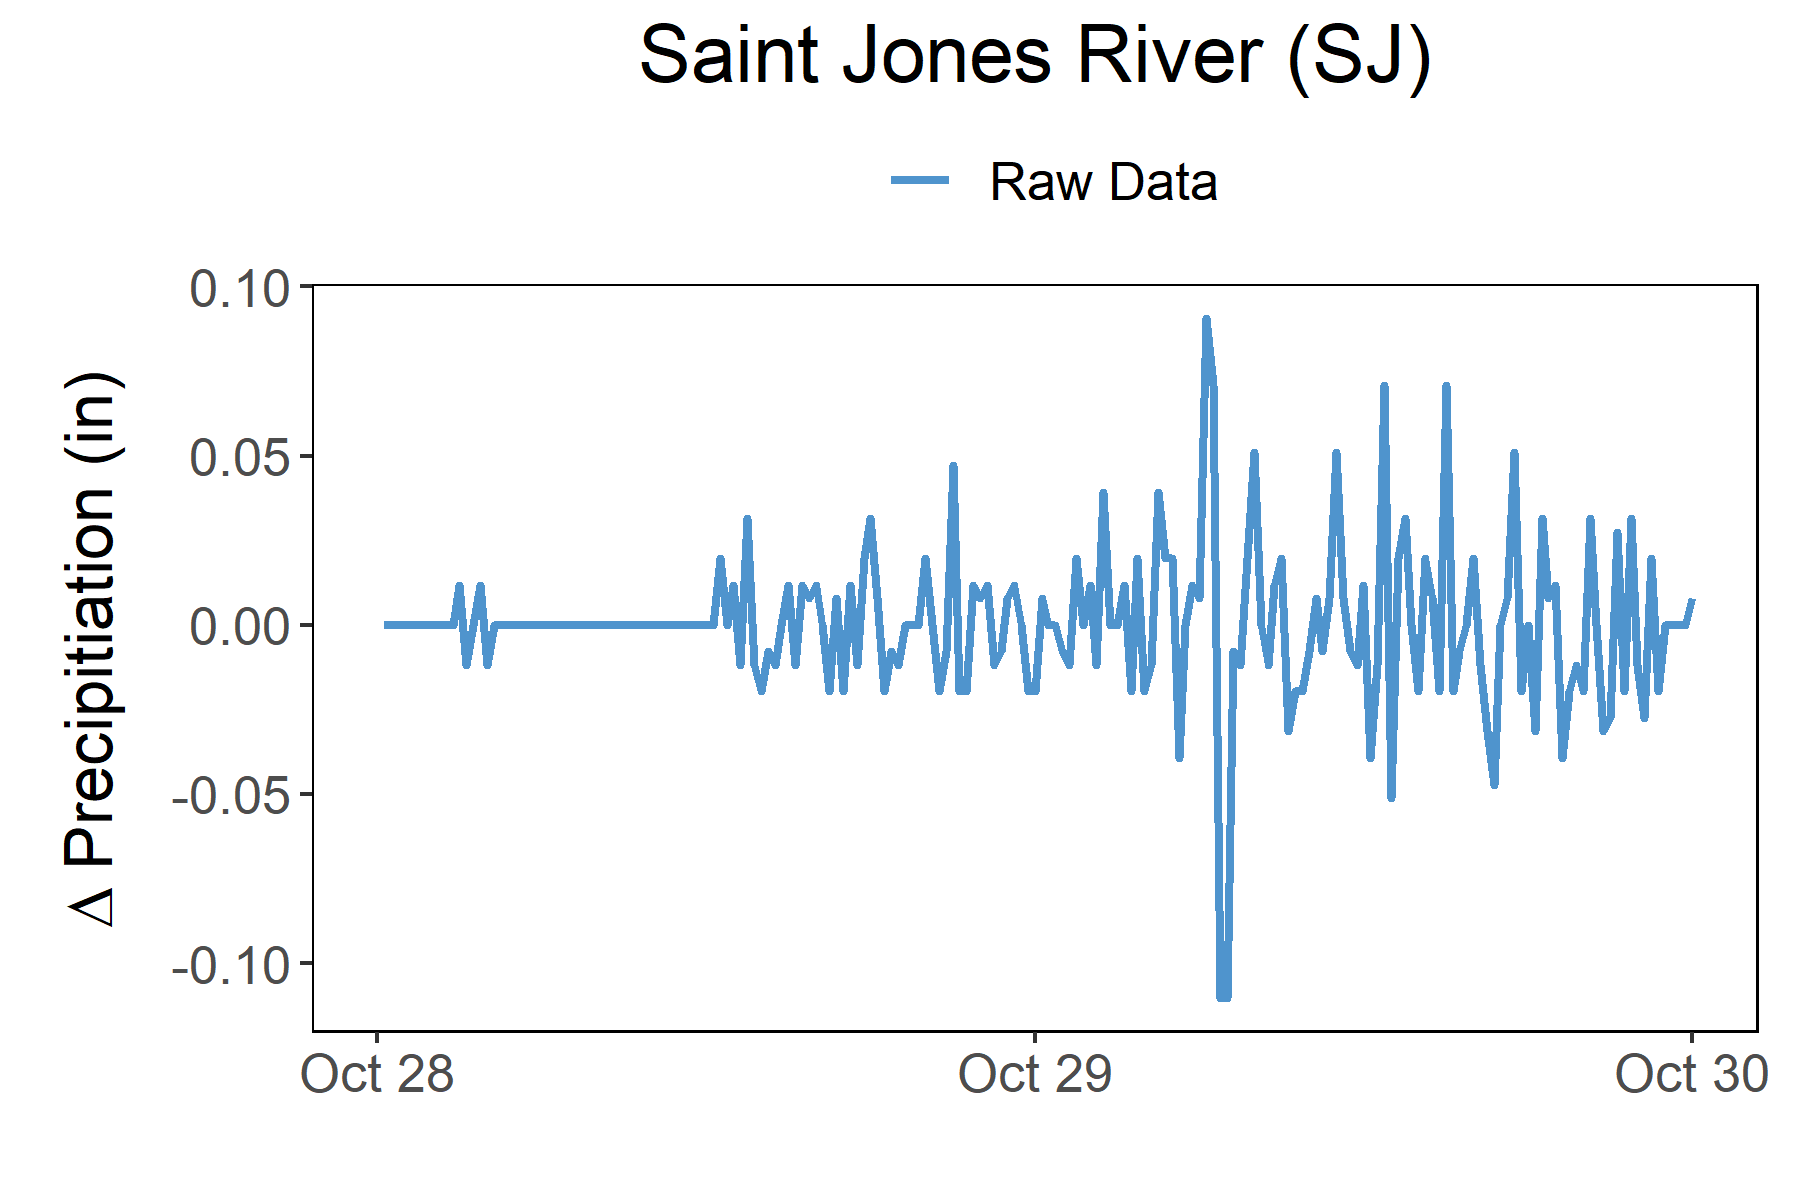 Saint Jones River (SJ)
Raw Data
Δ Precipitiation (in)
0.10
0.05
0.00
-0.05
-0.10
Oct 28
Oct 29
Oct 30